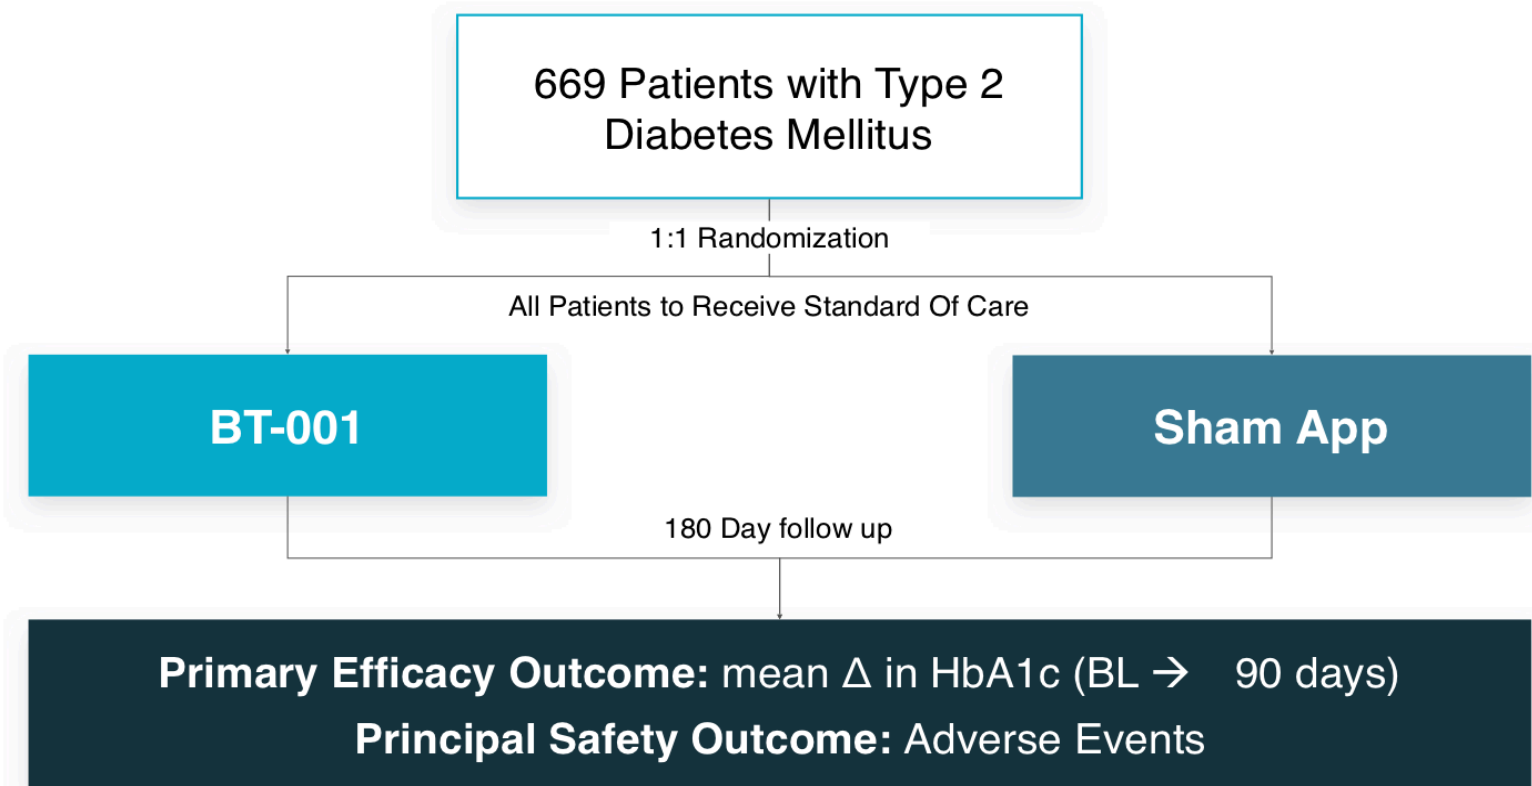 669 Patients with Type 2
Diabetes Mellitus
1:1 Randomization
All Patients to Receive Standard Of Care
BT-001
Sham App
180 Day follow up
Primary Efficacy Outcome: mean Δ in HbA1c (BL → 90 days)
Principal Safety Outcome: Adverse Events